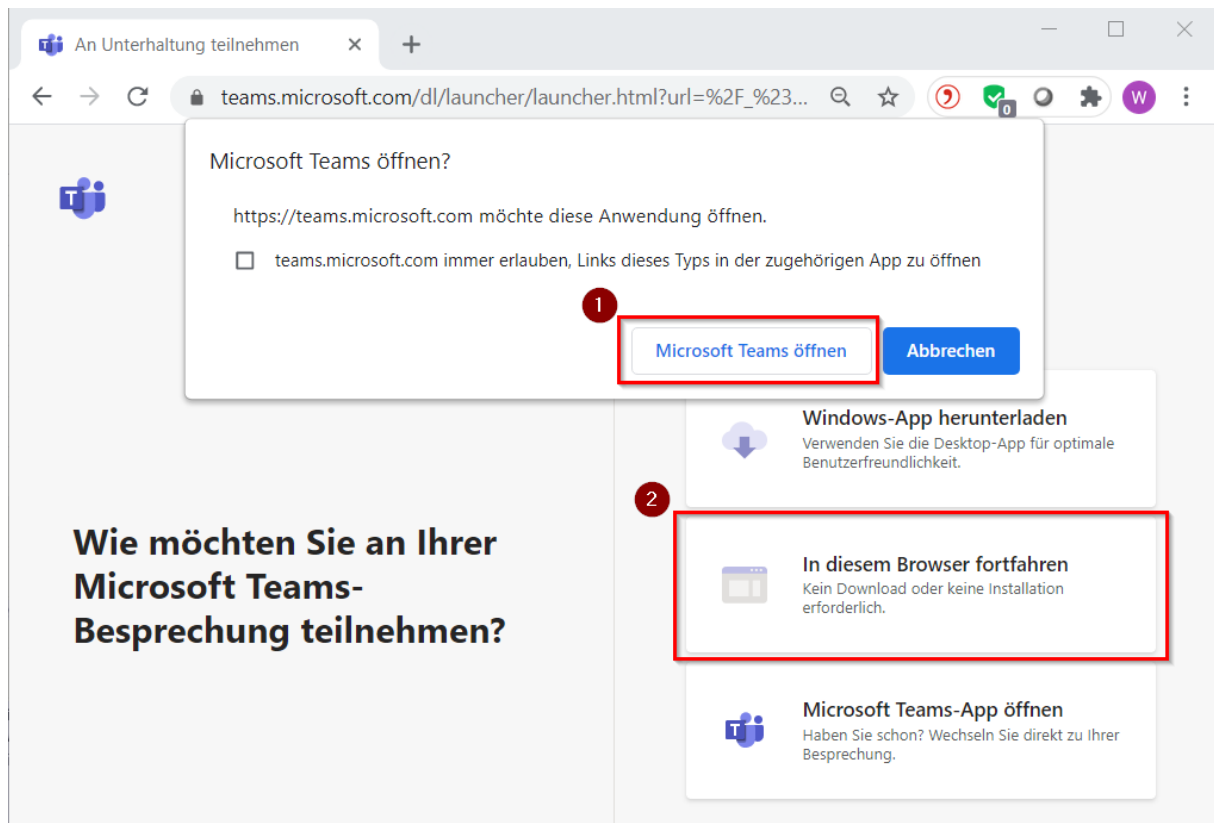 An Unterhaltung teilnehmen
teams.microsoft.com/dl/launcher/launcher.html?url=%2F_%23...
0
W
Microsoft Teams öffnen?
https://teams.microsoft.com möchte diese Anwendung öffnen.
teams.microsoft.com immer erlauben, Links dieses Typs in der zugehörigen App zu öffnen
1
Microsoft Teams öffnen
Abbrechen
Windows-App herunterladen
Verwenden Sie die Desktop-App für optimale
Benutzerfreundlichkeit.
2
Wie möchten Sie an Ihrer
Microsoft Teams-
Besprechung teilnehmen?
In diesem Browser fortfahren
Kein Download oder keine Installation
erforderlich.
Microsoft Teams-App öffnen
Haben Sie schon? Wechseln Sie direkt zu Ihrer
Besprechung.